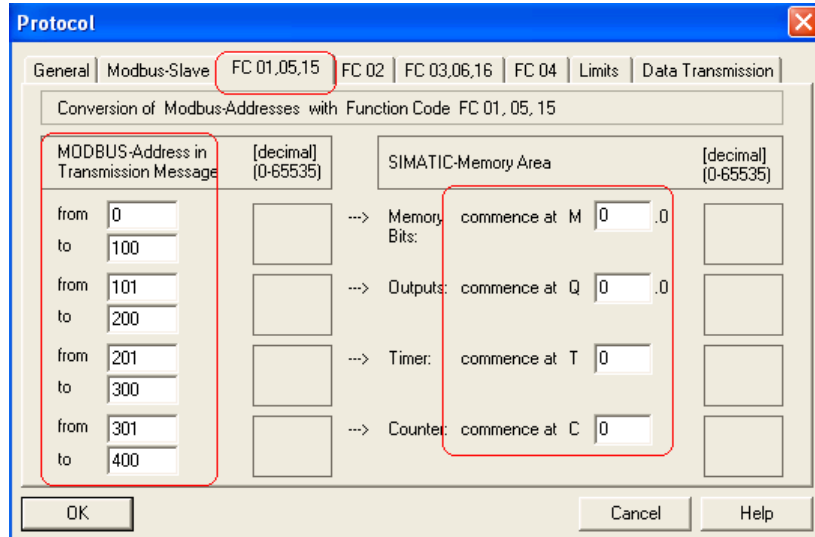 Protocol
General Modbus-Slave FC 01,05,15 FC 02 FC 03,06,16 FC 04 Limits Data Transmission
Conversion of Modbus-Addresses with Function Code FC 01, 05, 15
MODBUS-Address in [decimal] SIMATIC-Memory Area [decimal]
Transmission Message (0-65535) (0-65535)
from 0 ---> Memory commence at M 0 .0
to 100 Bits:
from 101 ---> Outputs: commence at Q 0 .0
to 200
from 201 ---> Timer: commence at T 0
to 300
from 301 ---> Counter: commence at C 0
to 400
OK Cancel Help